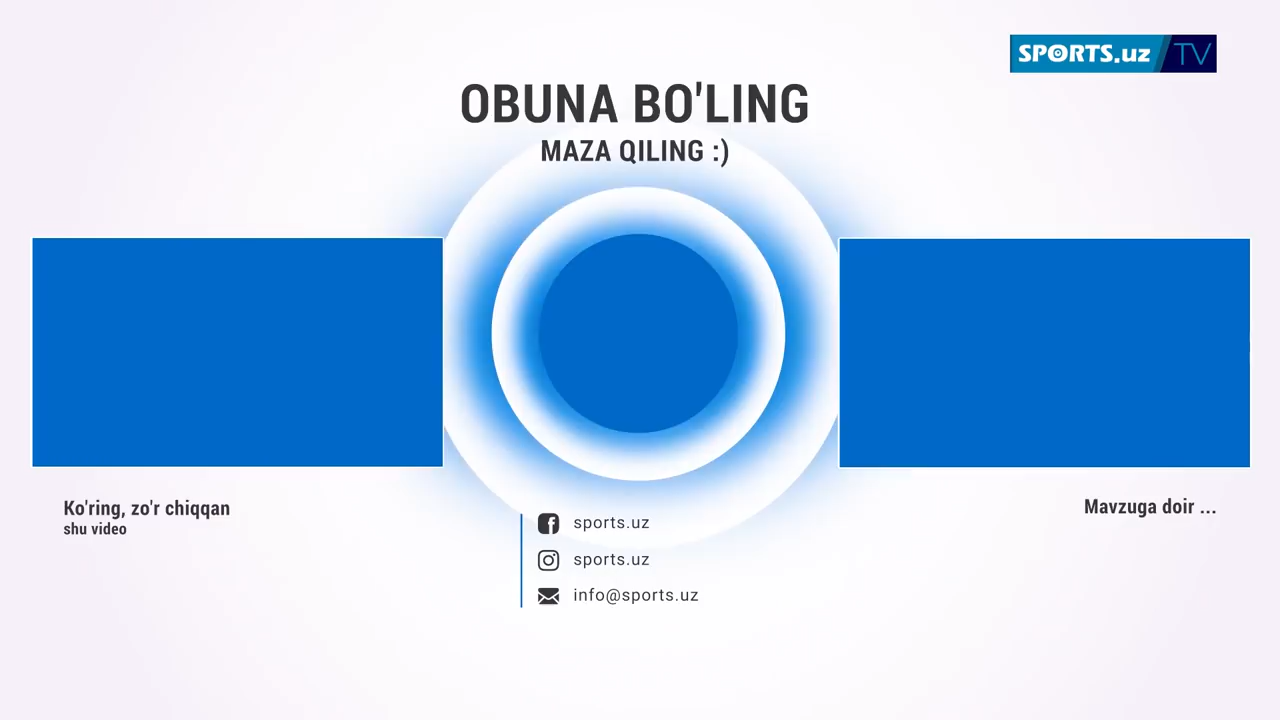 SPORTS.uz TV
OBUNA BO'LING
MAZA QILING :)
Ko'ring, zo'r chiqqan
shu video
Mavzuga doir ...
sports.uz
sports.uz
info@sports.uz